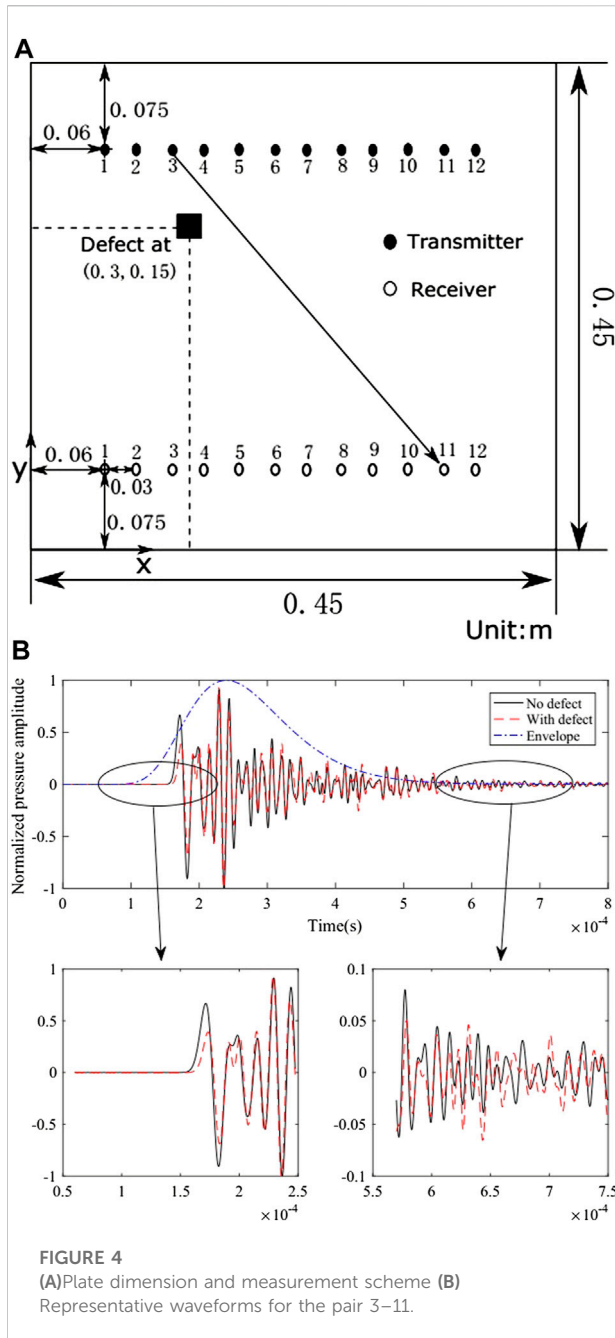 A
0.075
0.06
1 2 3 4 5 6 7 8 9 10 11 12
Defect at
(0.3, 0.15)
Transmitter
Receiver
0.45
0.06
1 2 3 4 5 6 7 8 9 10 11 12
y
0.03
0.075
x
0.45
Unit:m
B
Normalized pressure amplitude
1
0.5
0
-0.5
-1
No defect
With defect
Envelope
0 1 2 3 4 5 6 7 8
Time(s)
×10⁻⁴
1
0.5
0
-0.5
-1
0.5 1 1.5 2 2.5
×10⁻⁴
0.1
0.05
0
-0.05
-0.1
5.5 6 6.5 7 7.5
×10⁻⁴
FIGURE 4
(A)Plate dimension and measurement scheme (B)
Representative waveforms for the pair 3–11.